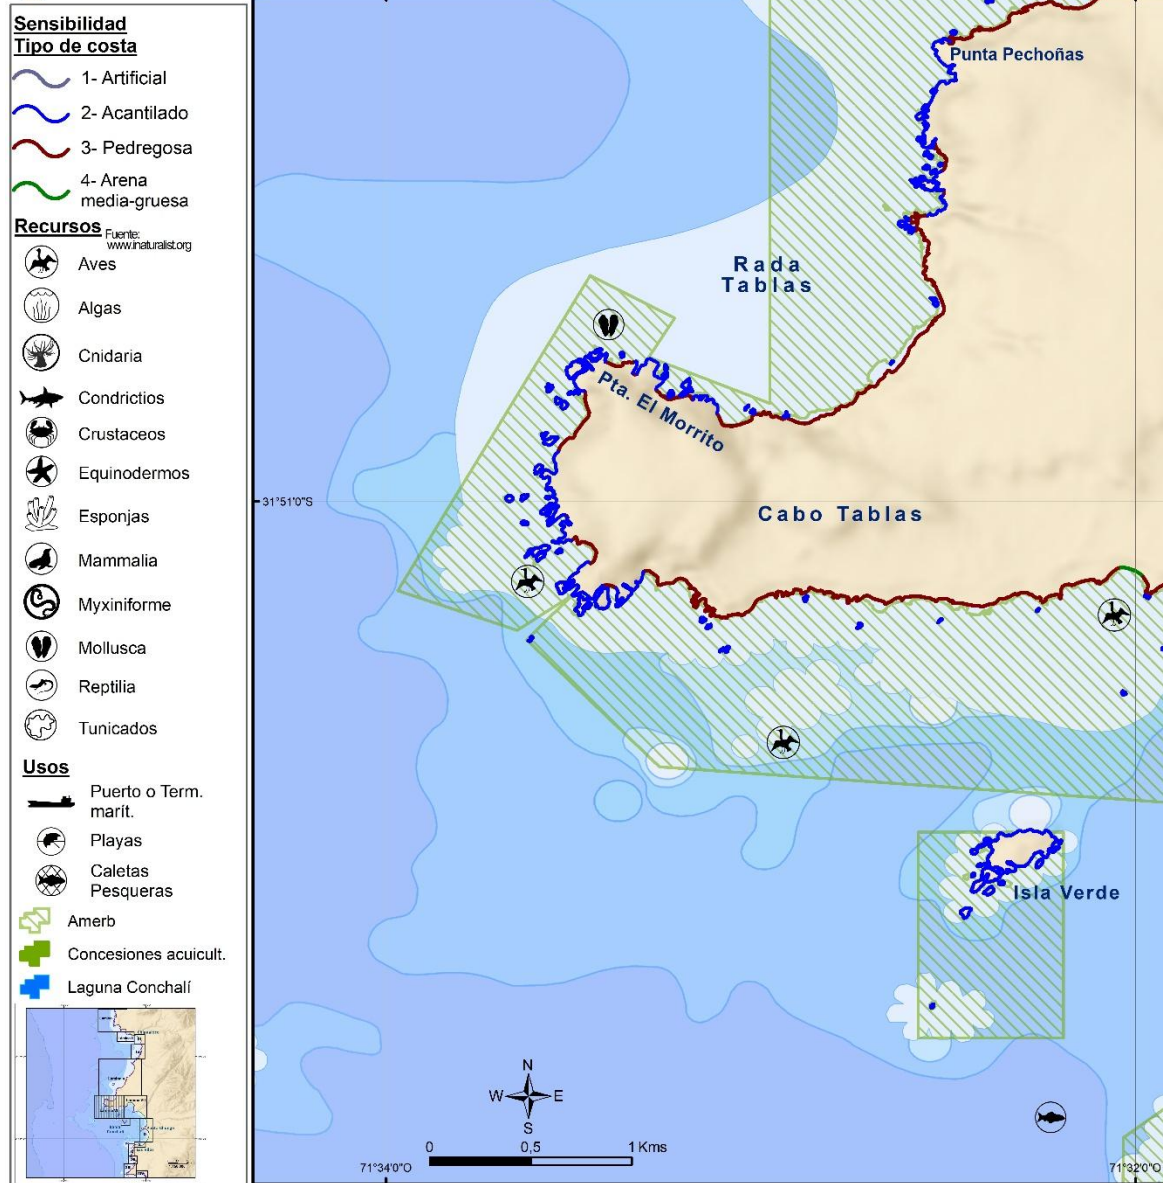 Sensibilidad
Tipo de costa
1- Artificial
2- Acantilado
3- Pedregosa
4- Arena
media-gruesa
Recursos
Fuente:
www.inaturalist.org
Aves
Algas
Cnidaria
Condrictios
Crustaceos
Equinodermos
Esponjas
Mammalia
Myxiniforme
Mollusca
Reptilia
Tunicados
Usos
Puerto o Term.
marít.
Playas
Caletas
Pesqueras
Amerb
Concesiones acuicult.
Laguna Conchalí
Punta Pechoñas
Rada
Tablas
Pta. El Morrito
31°51'0"S
Cabo Tablas
Isla Verde
N
W E
S
0 0,5 1 Kms
71°34'0"O
71°32'0"O